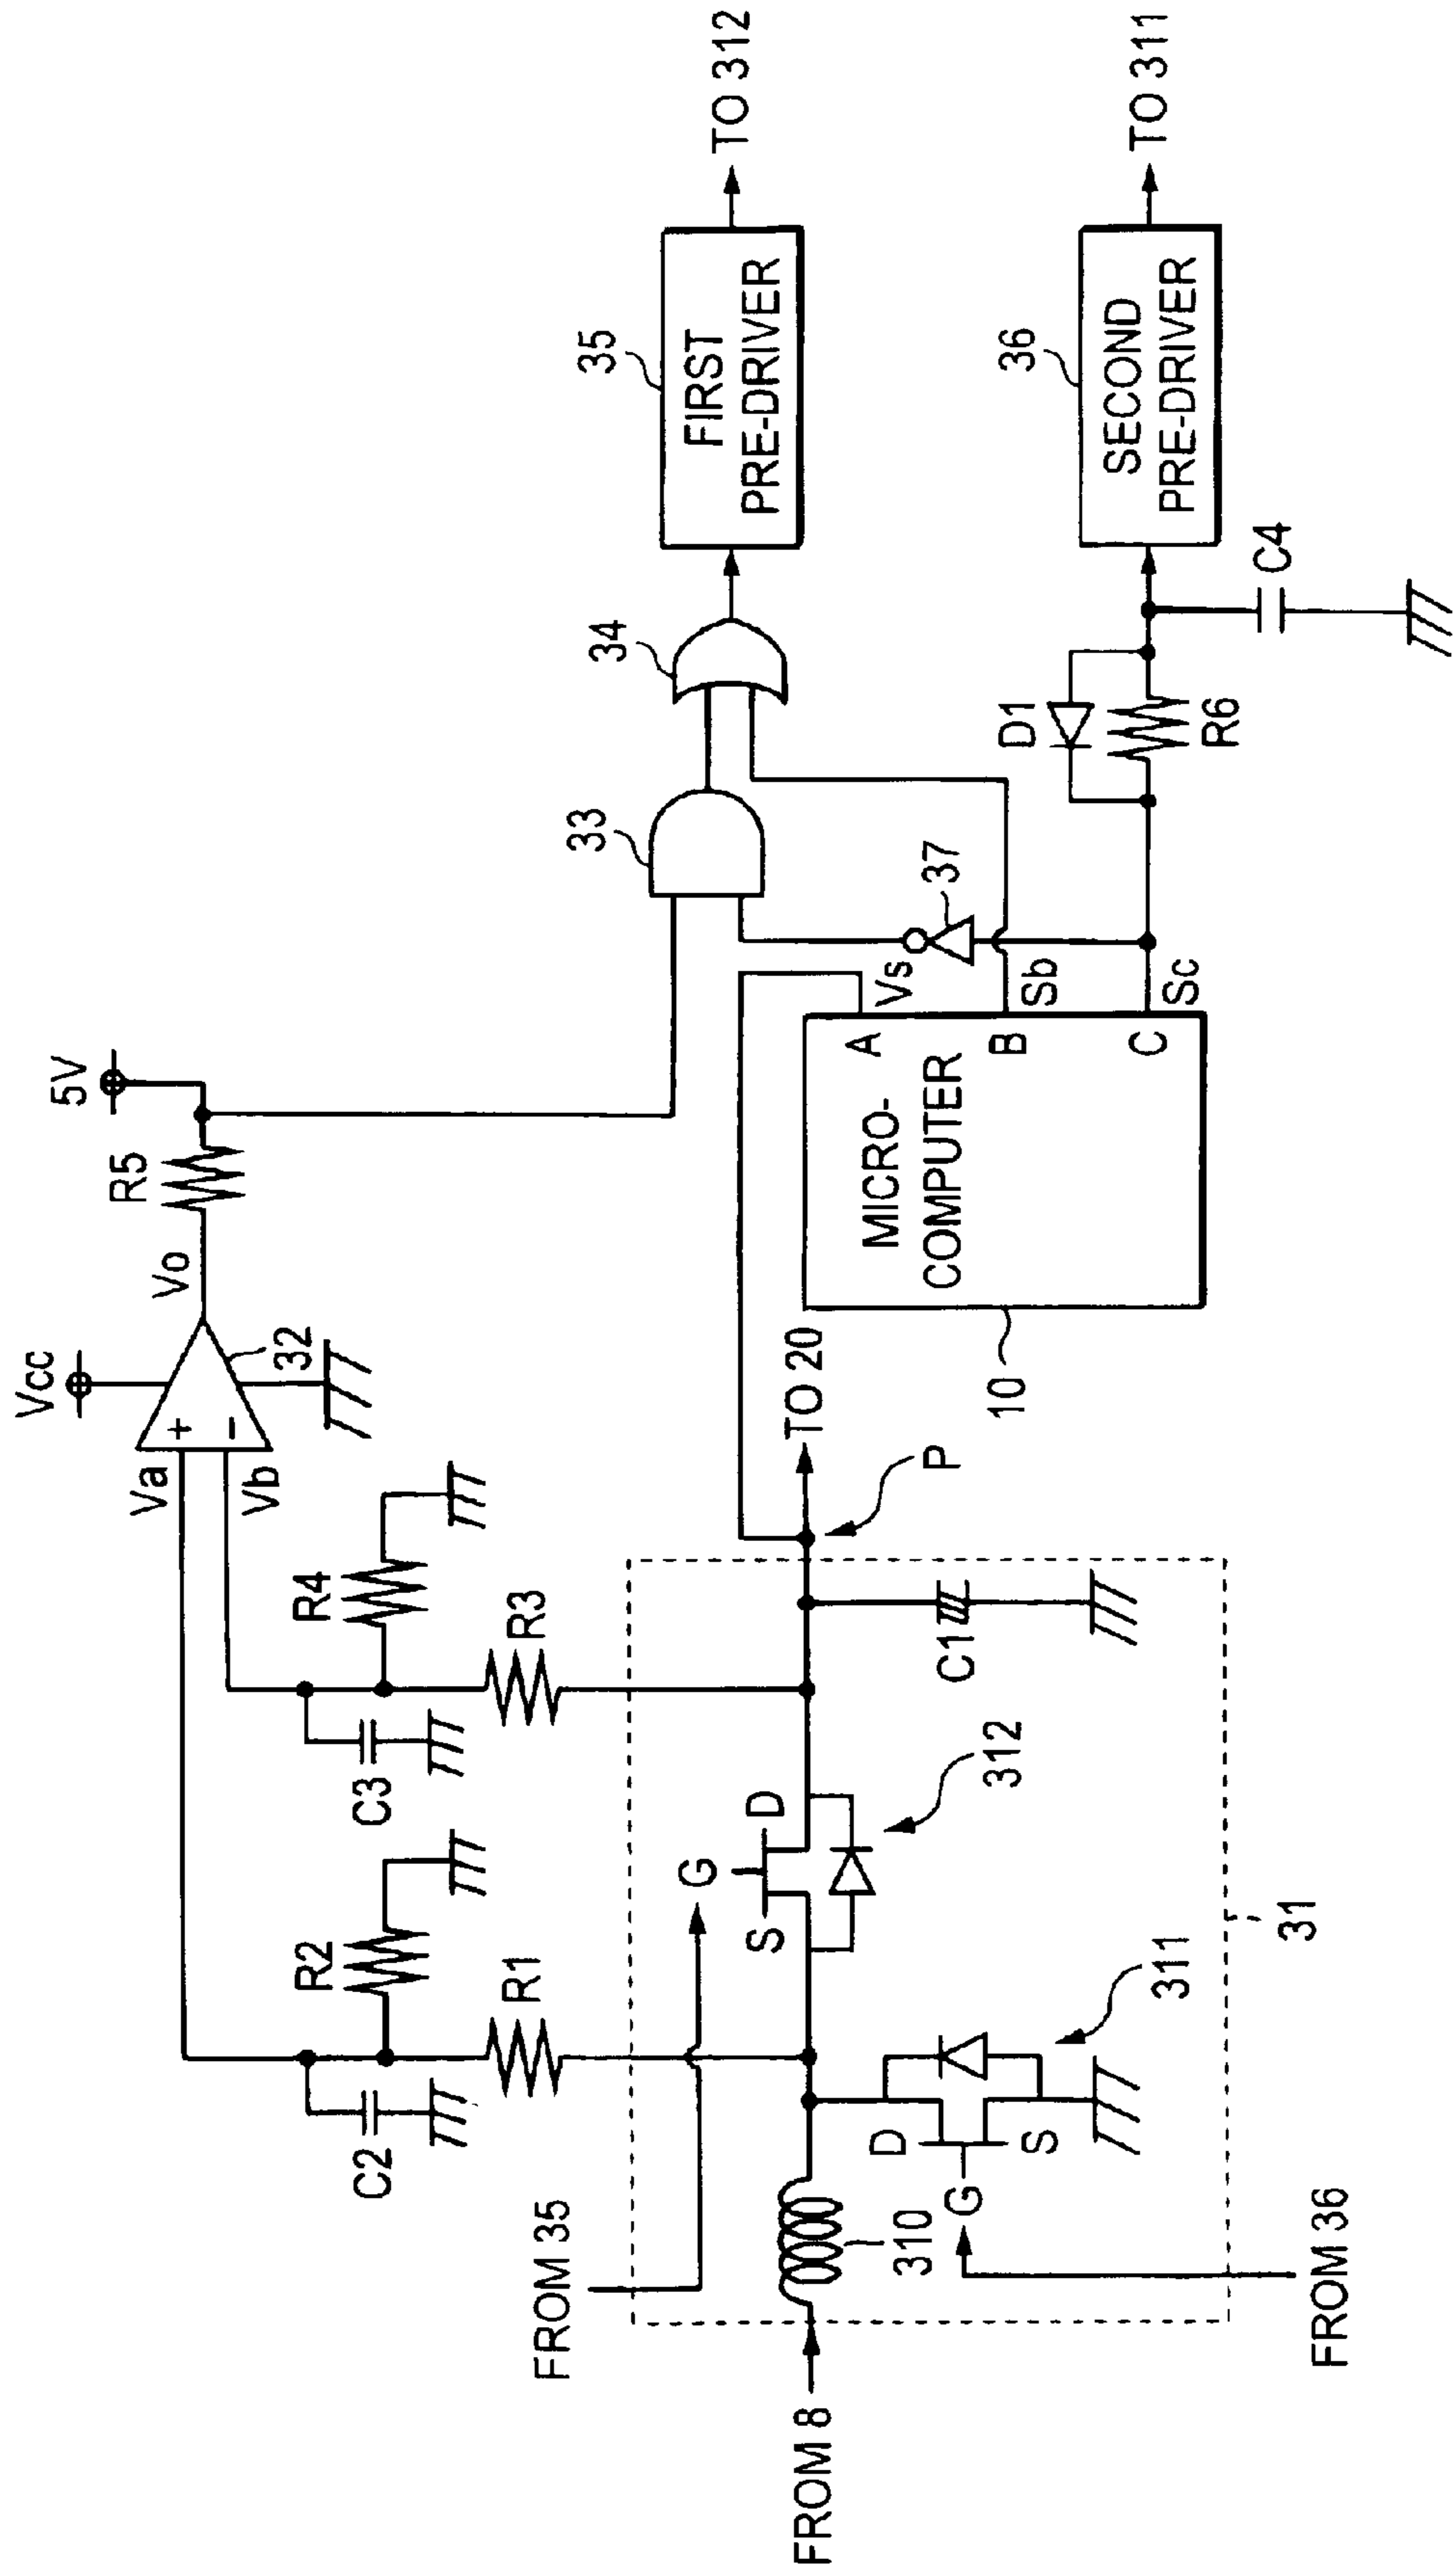 Vcc
5V
Va
Vb
+
-
Vo
R5
32
C2
R2
C3
R4
R1
R3
33
34
35
FIRST
PRE-DRIVER
TO 312
FROM 35
G
S
D
312
P
TO 20
FROM 8
310
D
G
S
311
C1
31
FROM 36
10
MICRO-
COMPUTER
A
B
C
Vs
Sb
Sc
37
D1
R6
C4
36
SECOND
PRE-DRIVER
TO 311